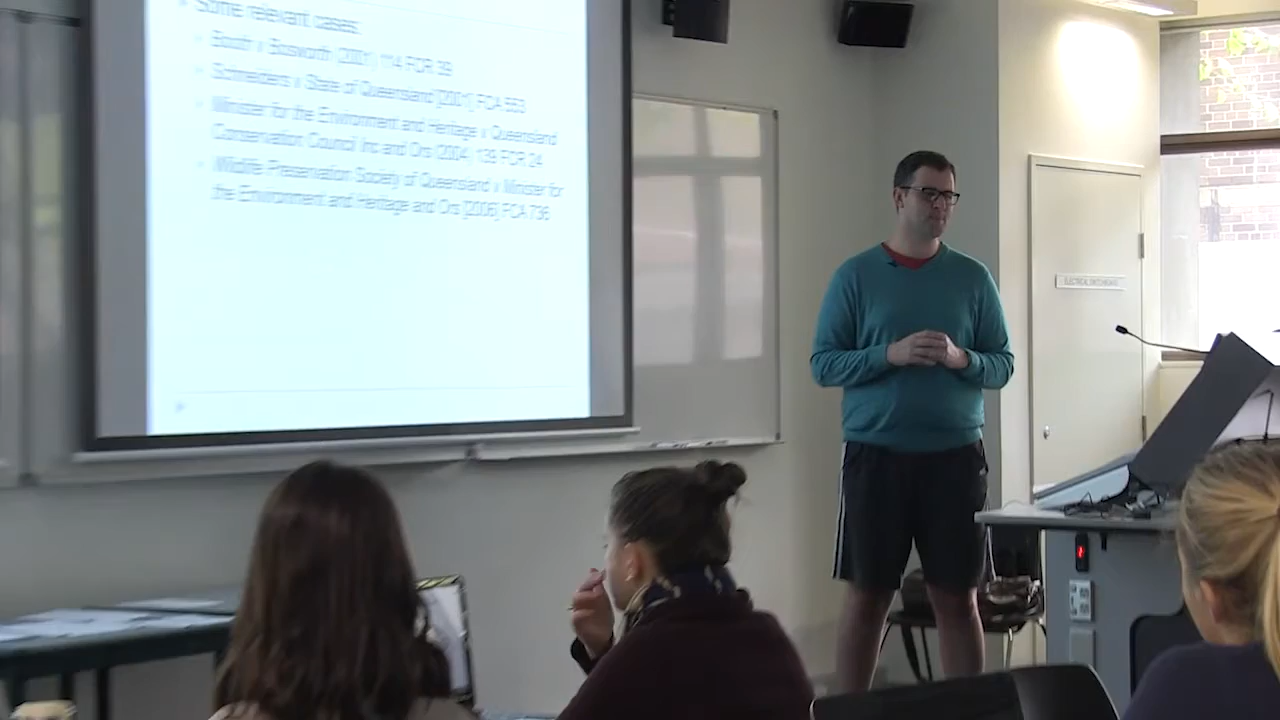 Some relevant cases:
Booth v Bosworth (2001) 114 FCR 39
Schneiders v State of Queensland [2001] FCA 553
Minister for the Environment and Heritage v Queensland
Conservation Council Inc and Ors (2004) 139 FCR 24
Wildlife Preservation Society of Queensland v Minister for
the Environment and Heritage and Ors [2006] FCA 736
ELECTRICAL SWITCHBOARD